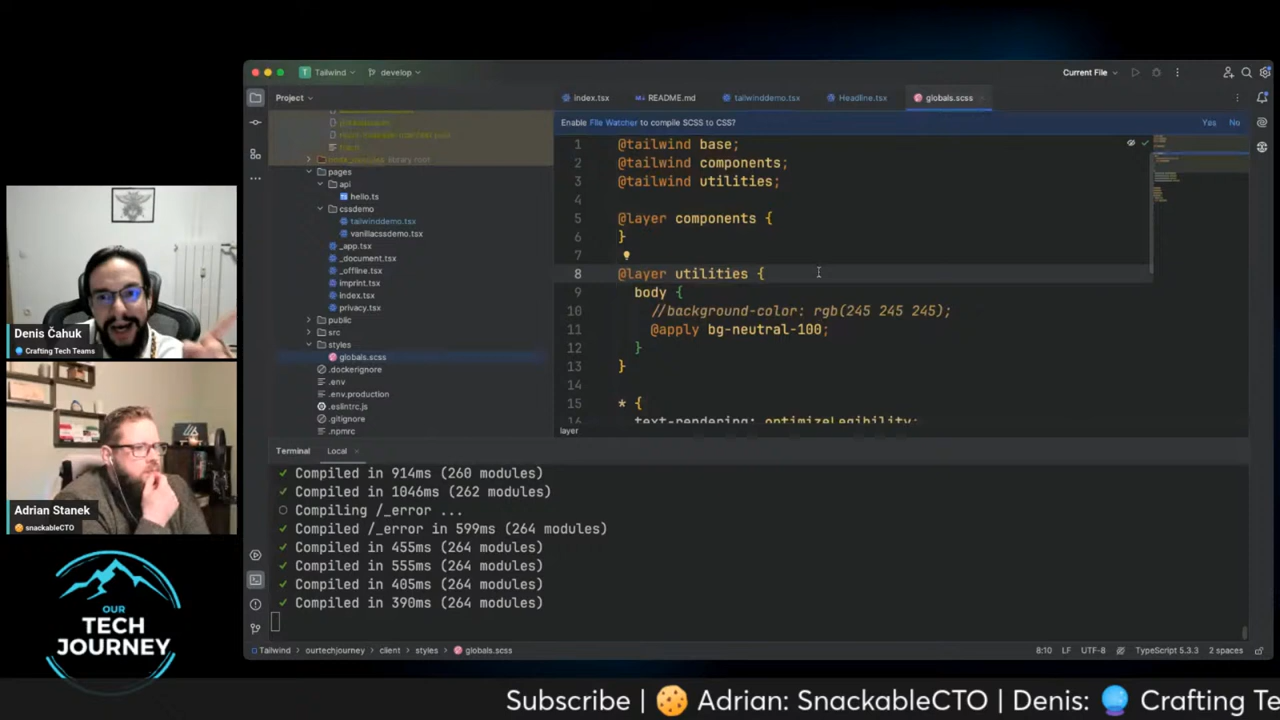 Tailwind
develop
Current File
Project
index.tsx
README.md
tailwinddemo.tsx
Headline.tsx
globals.scss
Enable File Watcher to compile SCSS to CSS?
Yes
No
library root
pages
api
hello.ts
cssdemo
tailwinddemo.tsx
vanillacssdemo.tsx
_app.tsx
_document.tsx
_offline.tsx
imprint.tsx
index.tsx
privacy.tsx
public
src
styles
globals.scss
.dockerignore
.env
.env.production
.eslintrc.js
.gitignore
.npmrc
1 @tailwind base;
2 @tailwind components;
3 @tailwind utilities;
4
5 @layer components {
6 }
7
8 @layer utilities {
9 body {
10 //background-color: rgb(245 245 245);
11 @apply bg-neutral-100;
12 }
13 }
14
15 * {
16 text-rendering: optimizeLegibility;
layer
Terminal
Local
✓ Compiled in 914ms (260 modules)
✓ Compiled in 1046ms (262 modules)
○ Compiling /_error ...
✓ Compiled /_error in 599ms (264 modules)
✓ Compiled in 455ms (264 modules)
✓ Compiled in 555ms (264 modules)
✓ Compiled in 405ms (264 modules)
✓ Compiled in 390ms (264 modules)
Tailwind > ourtechjourney > client > styles > globals.scss
8:10 LF UTF-8 TypeScript 5.3.3 2 spaces
Denis Čahuk
🔮 Crafting Tech Teams
Adrian Stanek
🍪 snackableCTO
OUR
TECH
JOURNEY
Subscribe | 🍪 Adrian: SnackableCTO | Denis: 🔮 Crafting Te